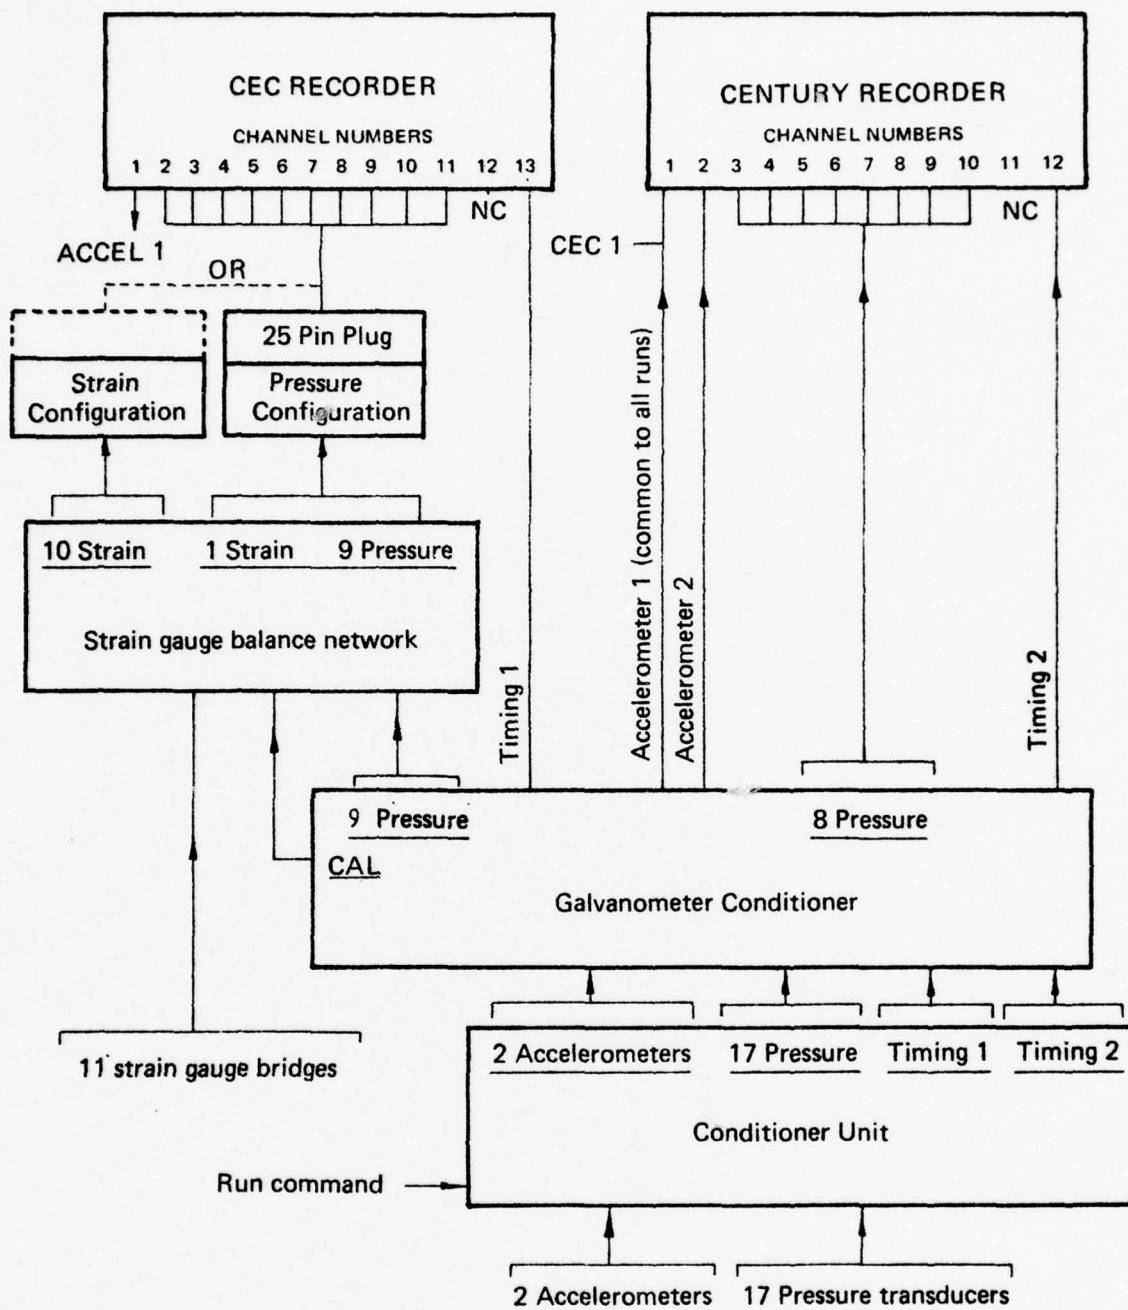 CEC RECORDER
CHANNEL NUMBERS
1 2 3 4 5 6 7 8 9 10 11 12 13
NC
ACCEL 1
OR
CENTURY RECORDER
CHANNEL NUMBERS
1 2 3 4 5 6 7 8 9 10 11 12
NC
CEC 1
25 Pin Plug
Strain
Configuration
Pressure
Configuration
10 Strain
1 Strain
9 Pressure
Strain gauge balance network
Timing 1
Accelerometer 1 (common to all runs)
Accelerometer 2
Timing 2
9 Pressure
8 Pressure
CAL
Galvanometer Conditioner
11 strain gauge bridges
2 Accelerometers
17 Pressure
Timing 1
Timing 2
Conditioner Unit
Run command
2 Accelerometers
17 Pressure transducers